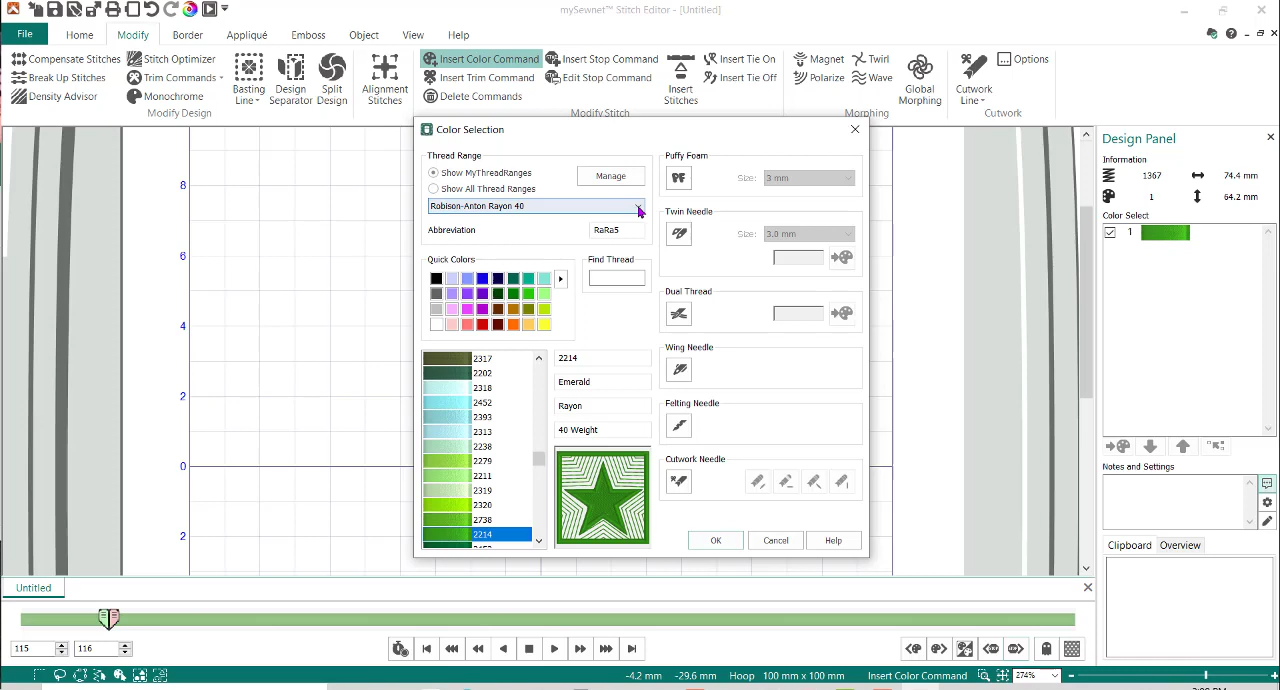 mySewnet™ Stitch Editor - [Untitled]
File Home Modify Border Appliqué Emboss Object View Help
Compensate Stitches
Break Up Stitches
Density Advisor
Stitch Optimizer
Trim Commands
Monochrome
Basting
Line
Design
Separator
Split
Design
Modify Design
Alignment
Stitches
Insert Color Command
Insert Trim Command
Delete Commands
Insert Stop Command
Edit Stop Command
Insert
Stitches
Insert Tie On
Insert Tie Off
Modify Stitch
Magnet
Polarize
Twirl
Wave
Global
Morphing
Morphing
Cutwork
Line
Options
Cutwork
8
6
4
2
0
2
Color Selection
Thread Range
Show MyThreadRanges
Manage
Show All Thread Ranges
Robison-Anton Rayon 40
Abbreviation
RaRa5
Quick Colors
Find Thread
2317
2202
2318
2452
2393
2313
2238
2279
2211
2319
2320
2738
2214
2214
Emerald
Rayon
40 Weight
Puffy Foam
PF
Size: 3 mm
Twin Needle
Size: 3.0 mm
Dual Thread
Wing Needle
Felting Needle
Cutwork Needle
OK
Cancel
Help
Design Panel
Information
1367 74.4 mm
1 64.2 mm
Color Select
1
Notes and Settings
Clipboard Overview
Untitled
115 116
-4.2 mm -29.6 mm Hoop 100 mm x 100 mm Insert Color Command 274%